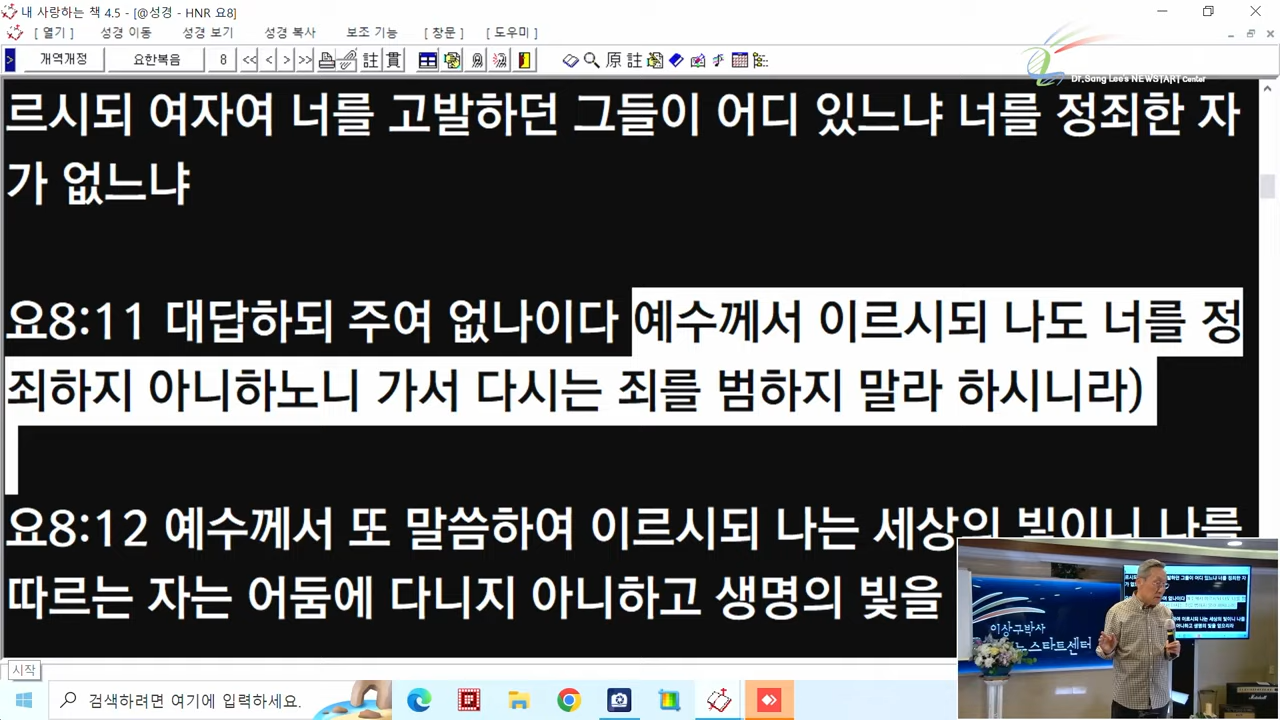 내 사랑하는 책 4.5 - [@성경 - HNR 요8]
[ 열기 ] 성경 이동 성경 보기 성경 복사 보조 기능 [ 창문 ] [ 도우미 ]
개역개정 요한복음 8 << < > >> 註 貫 原 註
Dr.Sang Lee's NEWSTART Center
르시되 여자여 너를 고발하던 그들이 어디 있느냐 너를 정죄한 자
가 없느냐
요8:11 대답하되 주여 없나이다 예수께서 이르시되 나도 너를 정
죄하지 아니하노니 가서 다시는 죄를 범하지 말라 하시니라)
요8:12 예수께서 또 말씀하여 이르시되 나는 세상의 빛이니 나를
따르는 자는 어둠에 다니지 아니하고 생명의 빛을
이상구박사
스타트센터
시작
검색하려면 여기에 입력하세요.